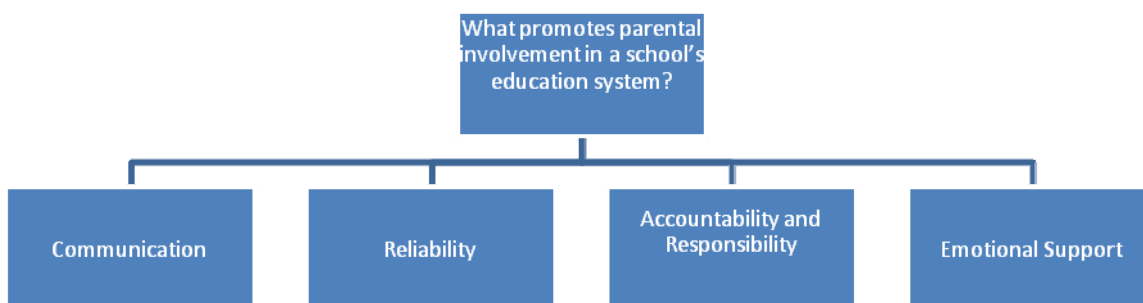 What promotes parental
involvement in a school's
education system?
Communication
Reliability
Accountability and
Responsibility
Emotional Support